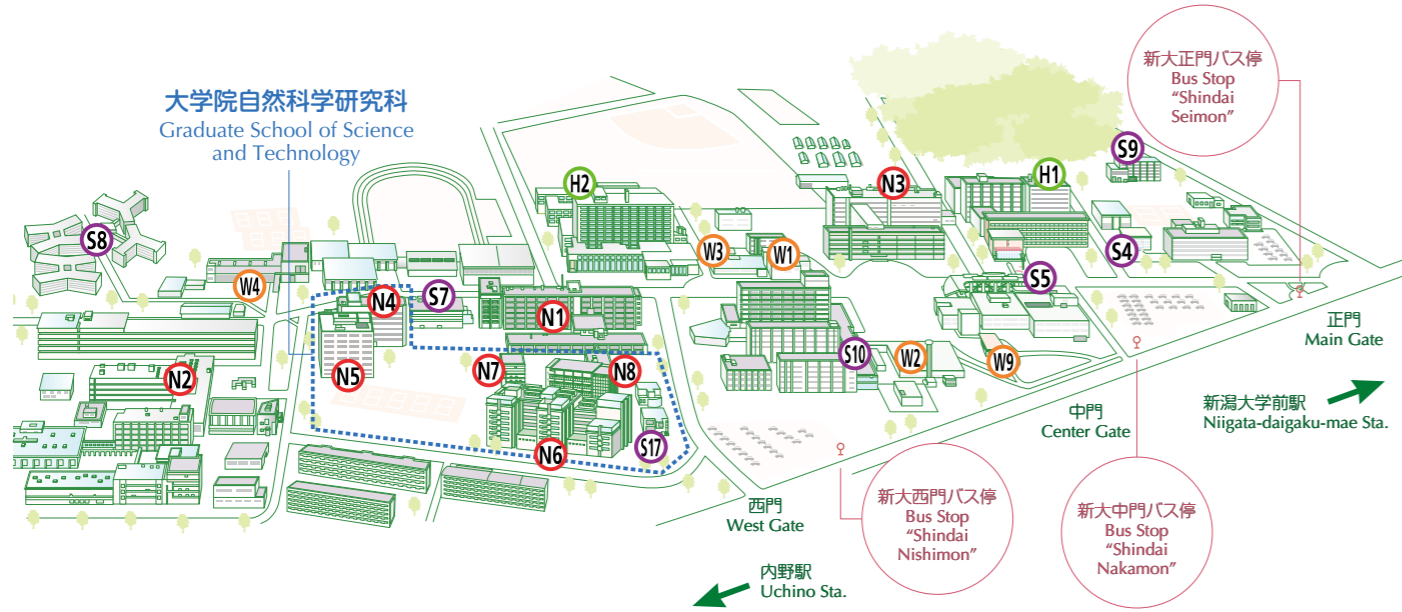 大学院自然科学研究科
Graduate School of Science
and Technology
新大正門バス停
Bus Stop
“Shindai
Seimon”
S9
H1
N3
H2
S8
W3
W1
S4
W4
N4
S7
S5
N1
正門
Main Gate
N5
N2
N7
N8
S10
W2
W9
新潟大学前駅
Niigata-daigaku-mae Sta.
中門
Center Gate
N6
S17
西門
West Gate
新大西門バス停
Bus Stop
“Shindai
Nishimon”
新大中門バス停
Bus Stop
“Shindai
Nakamon”
内野駅
Uchino Sta.